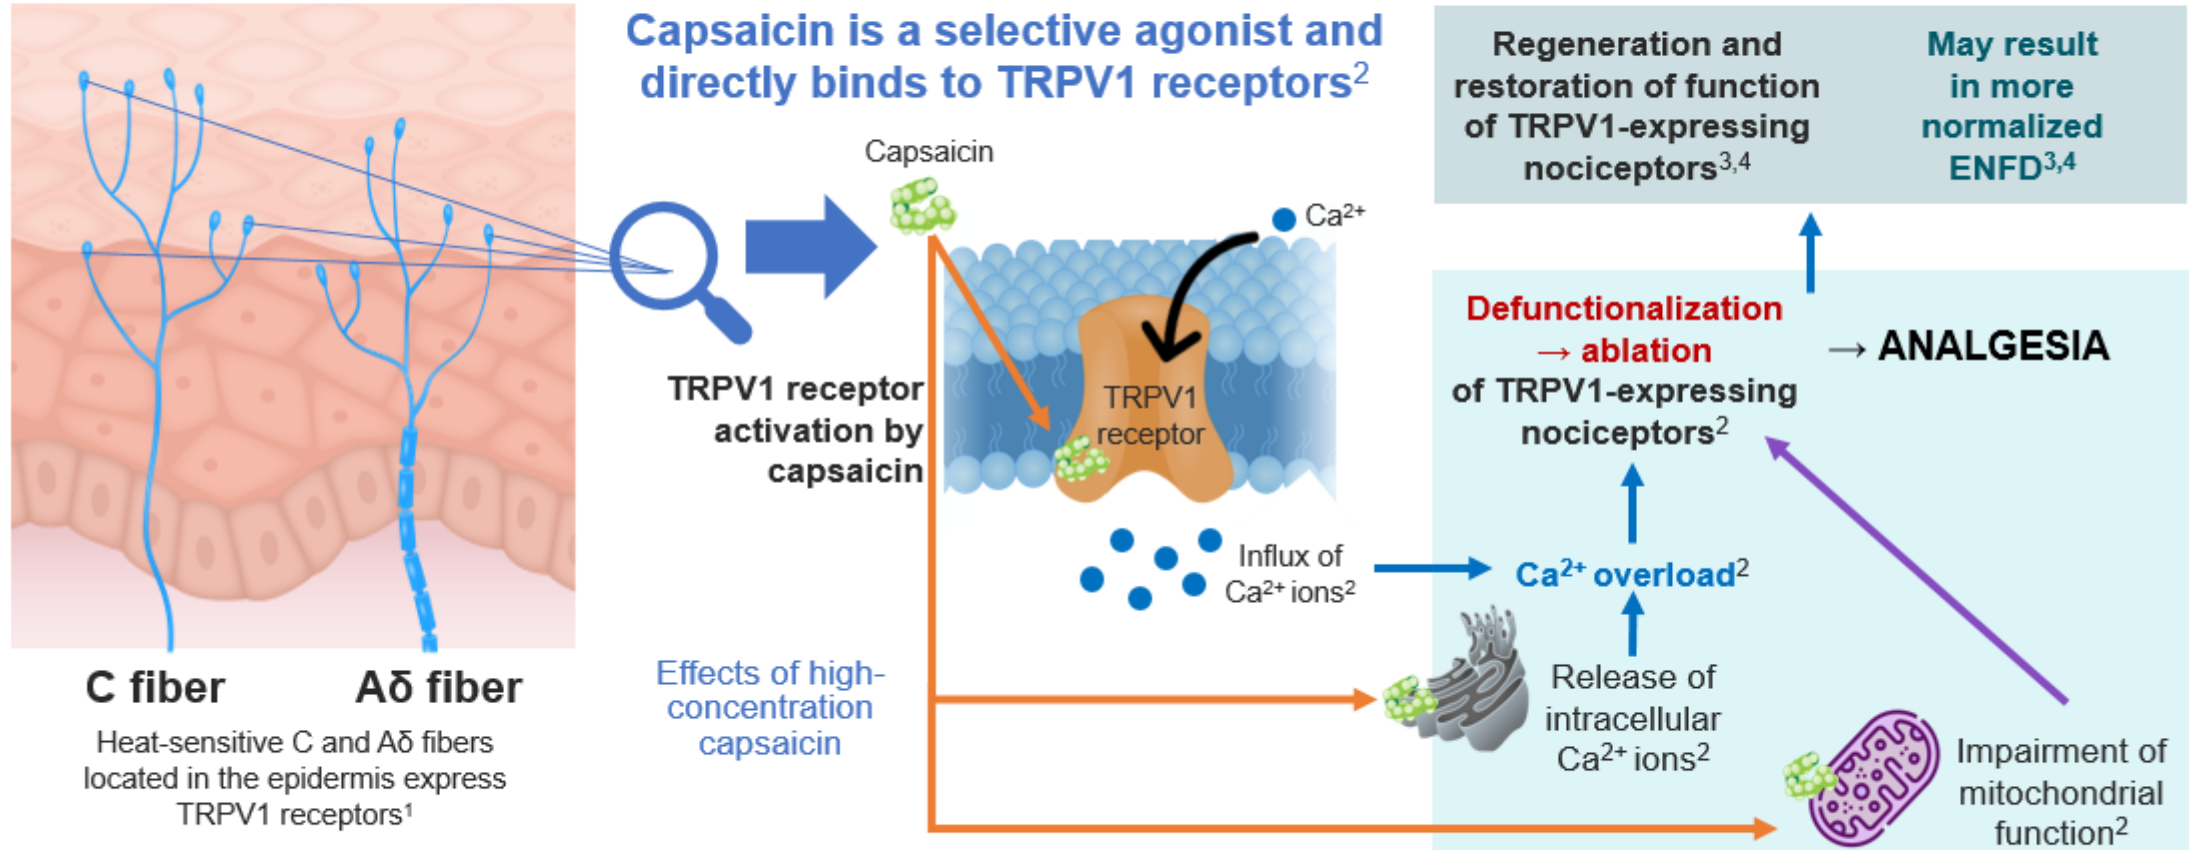 Capsaicin is a selective agonist and
directly binds to TRPV1 receptors²
Capsaicin
Ca²⁺
TRPV1 receptor
activation by
capsaicin
TRPV1
receptor
Influx of
Ca²⁺ ions²
Effects of high-
concentration
capsaicin
C fiber
Aδ fiber
Heat-sensitive C and Aδ fibers
located in the epidermis express
TRPV1 receptors¹
Regeneration and
restoration of function
of TRPV1-expressing
nociceptors³,⁴
May result
in more
normalized
ENFD³,⁴
Defunctionalization
→ ablation
of TRPV1-expressing
nociceptors²
→ ANALGESIA
Ca²⁺ overload²
Release of
intracellular
Ca²⁺ ions²
Impairment of
mitochondrial
function²